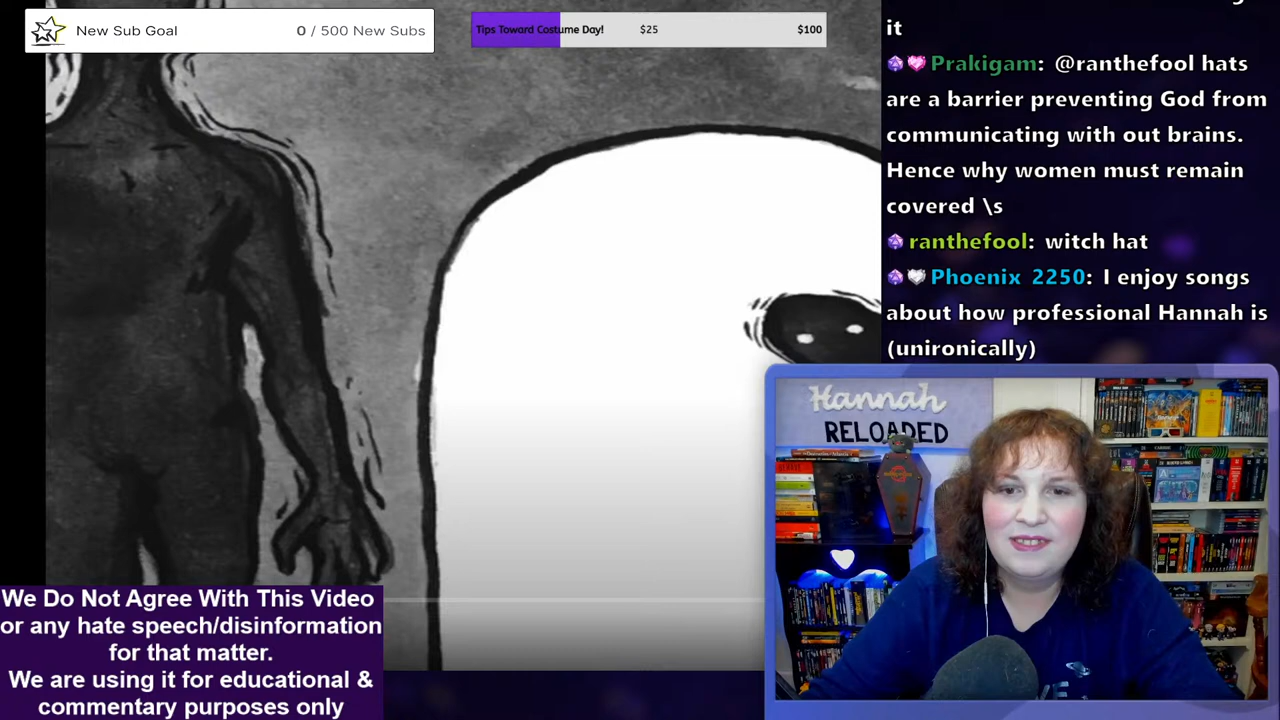 New Sub Goal
0 / 500 New Subs
Tips Toward Costume Day!
$25
$100
it
Prakigam: @ranthefool hats
are a barrier preventing God from
communicating with out brains.
Hence why women must remain
covered \s
ranthefool: witch hat
Phoenix 2250: I enjoy songs
about how professional Hannah is
(unironically)
Hannah
RELOADED
We Do Not Agree With This Video
or any hate speech/disinformation
for that matter.
We are using it for educational &
commentary purposes only